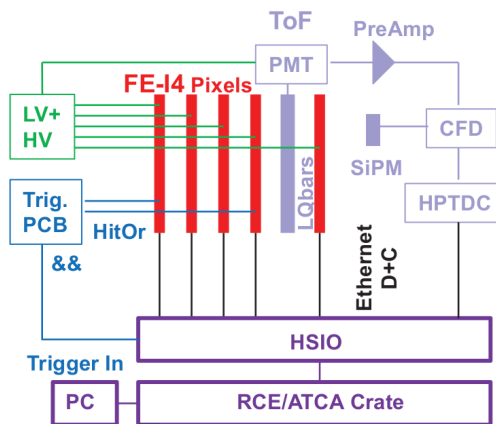 ToF
PreAmp
PMT
FE-I4 Pixels
LV+
HV
CFD
SiPM
LQbars
Trig.
PCB
HPTDC
HitOr
&&
Ethernet
D+C
HSIO
Trigger In
PC
RCE/ATCA Crate